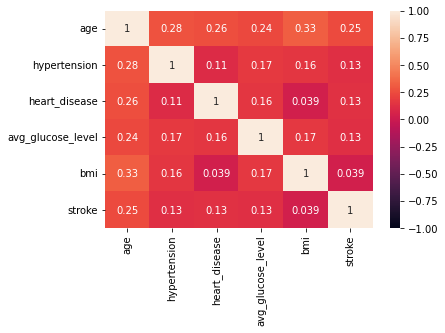 age 1 0.28 0.26 0.24 0.33 0.25
hypertension 0.28 1 0.11 0.17 0.16 0.13
heart_disease 0.26 0.11 1 0.16 0.039 0.13
avg_glucose_level 0.24 0.17 0.16 1 0.17 0.13
bmi 0.33 0.16 0.039 0.17 1 0.039
stroke 0.25 0.13 0.13 0.13 0.039 1
age
hypertension
heart_disease
avg_glucose_level
bmi
stroke
1.00
0.75
0.50
0.25
0.00
−0.25
−0.50
−0.75
−1.00